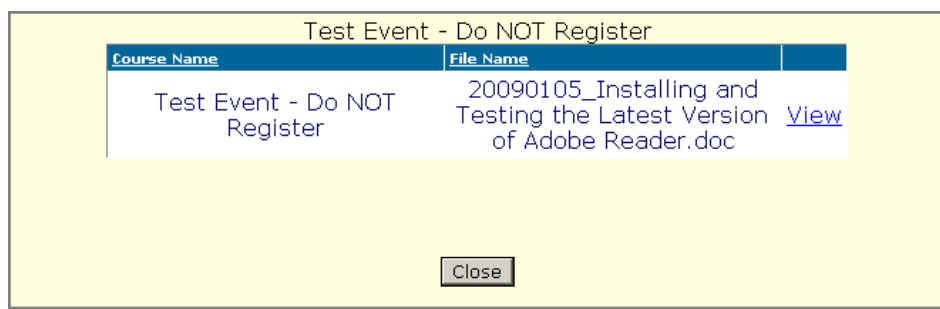 Test Event - Do NOT Register
Course Name
File Name
Test Event - Do NOT
Register
20090105_Installing and
Testing the Latest Version
of Adobe Reader.doc
View
Close